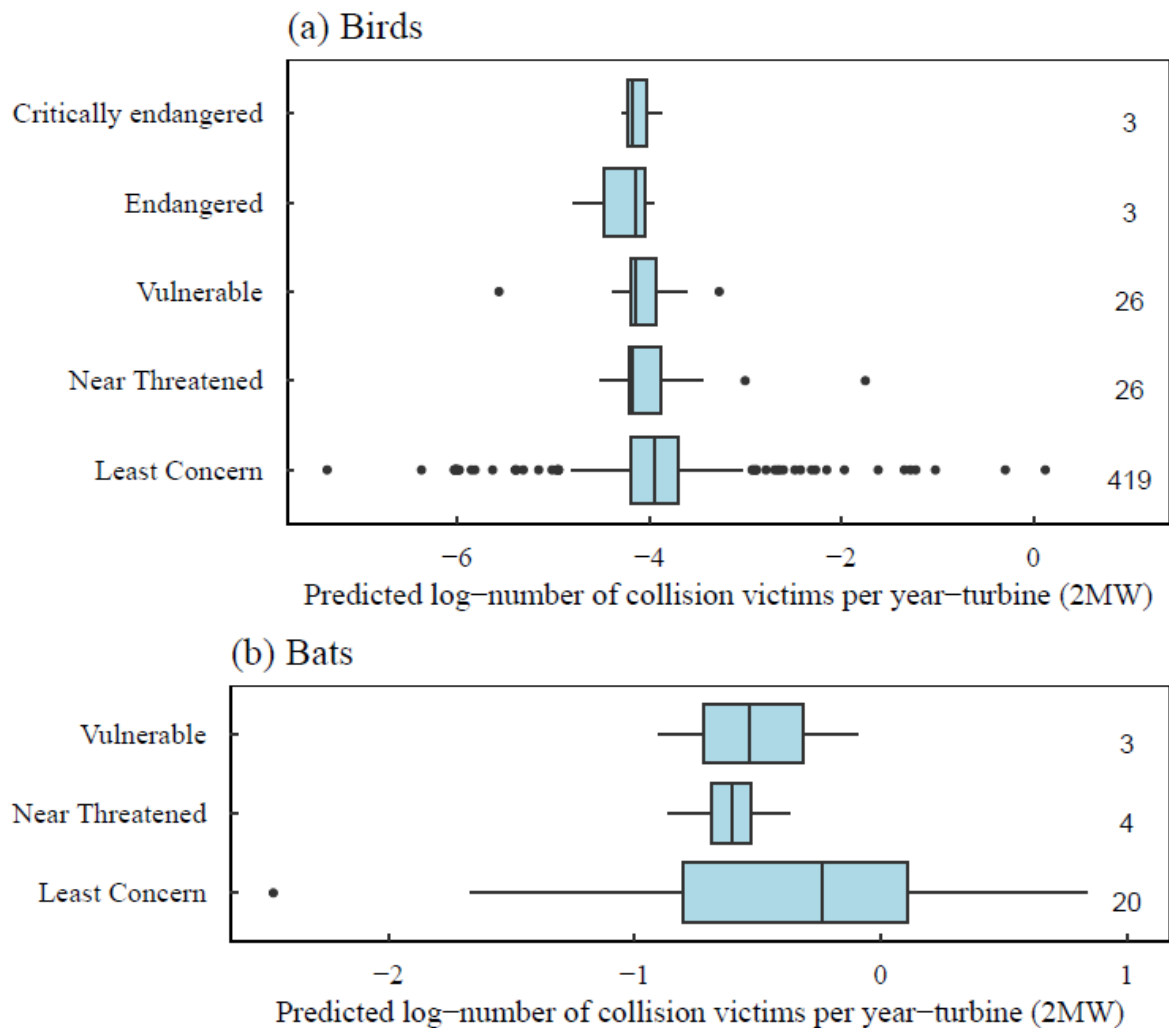 (a) Birds
Critically endangered
3
Endangered
3
Vulnerable
26
Near Threatened
26
Least Concern
419
−6 −4 −2 0
Predicted log−number of collision victims per year−turbine (2MW)
(b) Bats
Vulnerable
3
Near Threatened
4
Least Concern
20
−2 −1 0 1
Predicted log−number of collision victims per year−turbine (2MW)